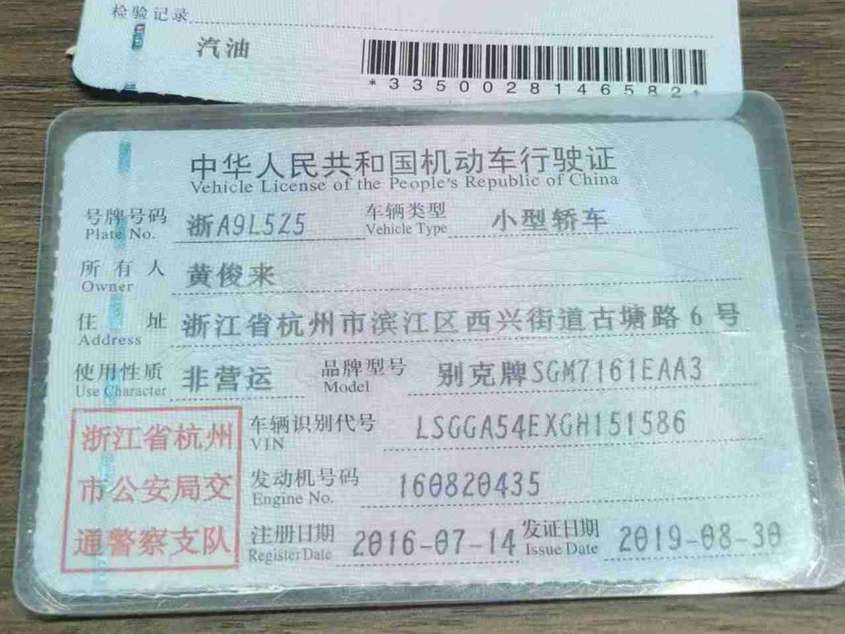 检验记录
汽油
*3350028146582*
中华人民共和国机动车行驶证
Vehicle License of the People's Republic of China
号牌号码 浙A9L525 车辆类型 小型轿车
Plate No. Vehicle Type
所有人 黄俊来
Owner
住址 浙江省杭州市滨江区西兴街道古塘路6号
Address
使用性质 非营运 品牌型号 别克牌SGM7161EAA3
Use Character Model
浙江省杭州 车辆识别代号 LSGGA54EXGH151586
VIN
市公安局交 发动机号码 160820435
Engine No.
通警察支队 注册日期 2016-07-14 发证日期 2019-08-30
Register Date Issue Date